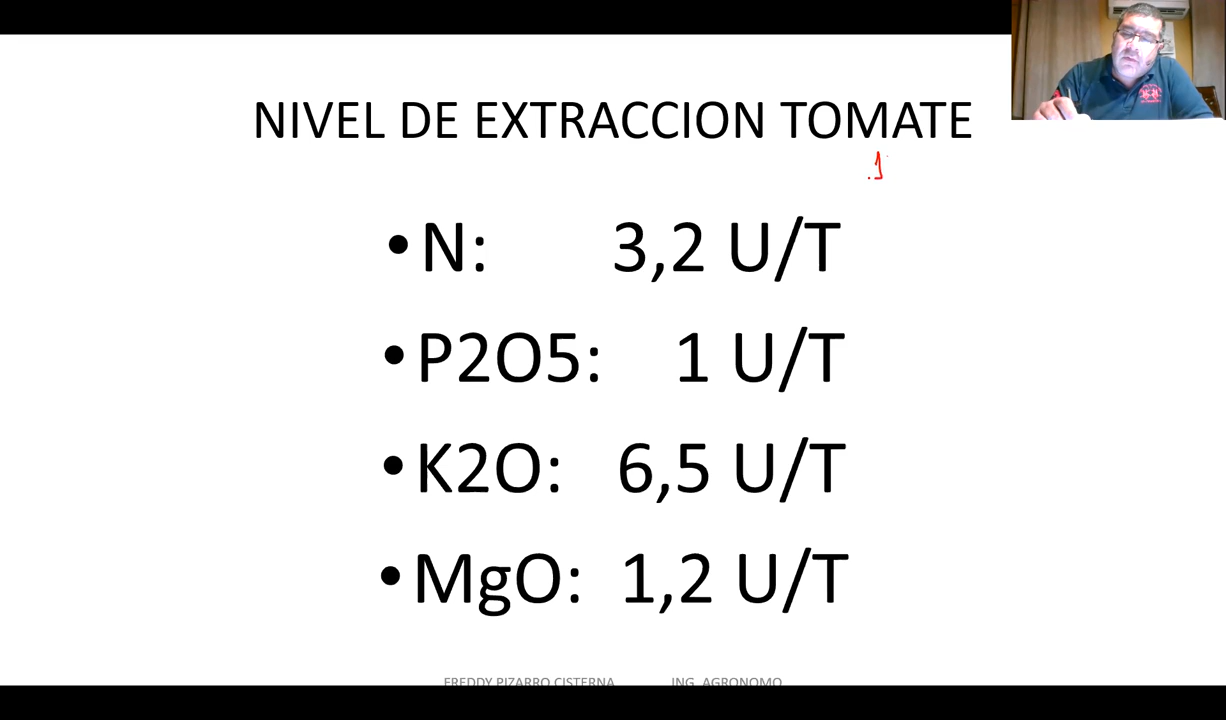 NIVEL DE EXTRACCION TOMATE
1
•N: 3,2 U/T
•P2O5: 1 U/T
•K2O: 6,5 U/T
•MgO: 1,2 U/T
FREDDY PIZARRO CISTERNA ING. AGRONOMO